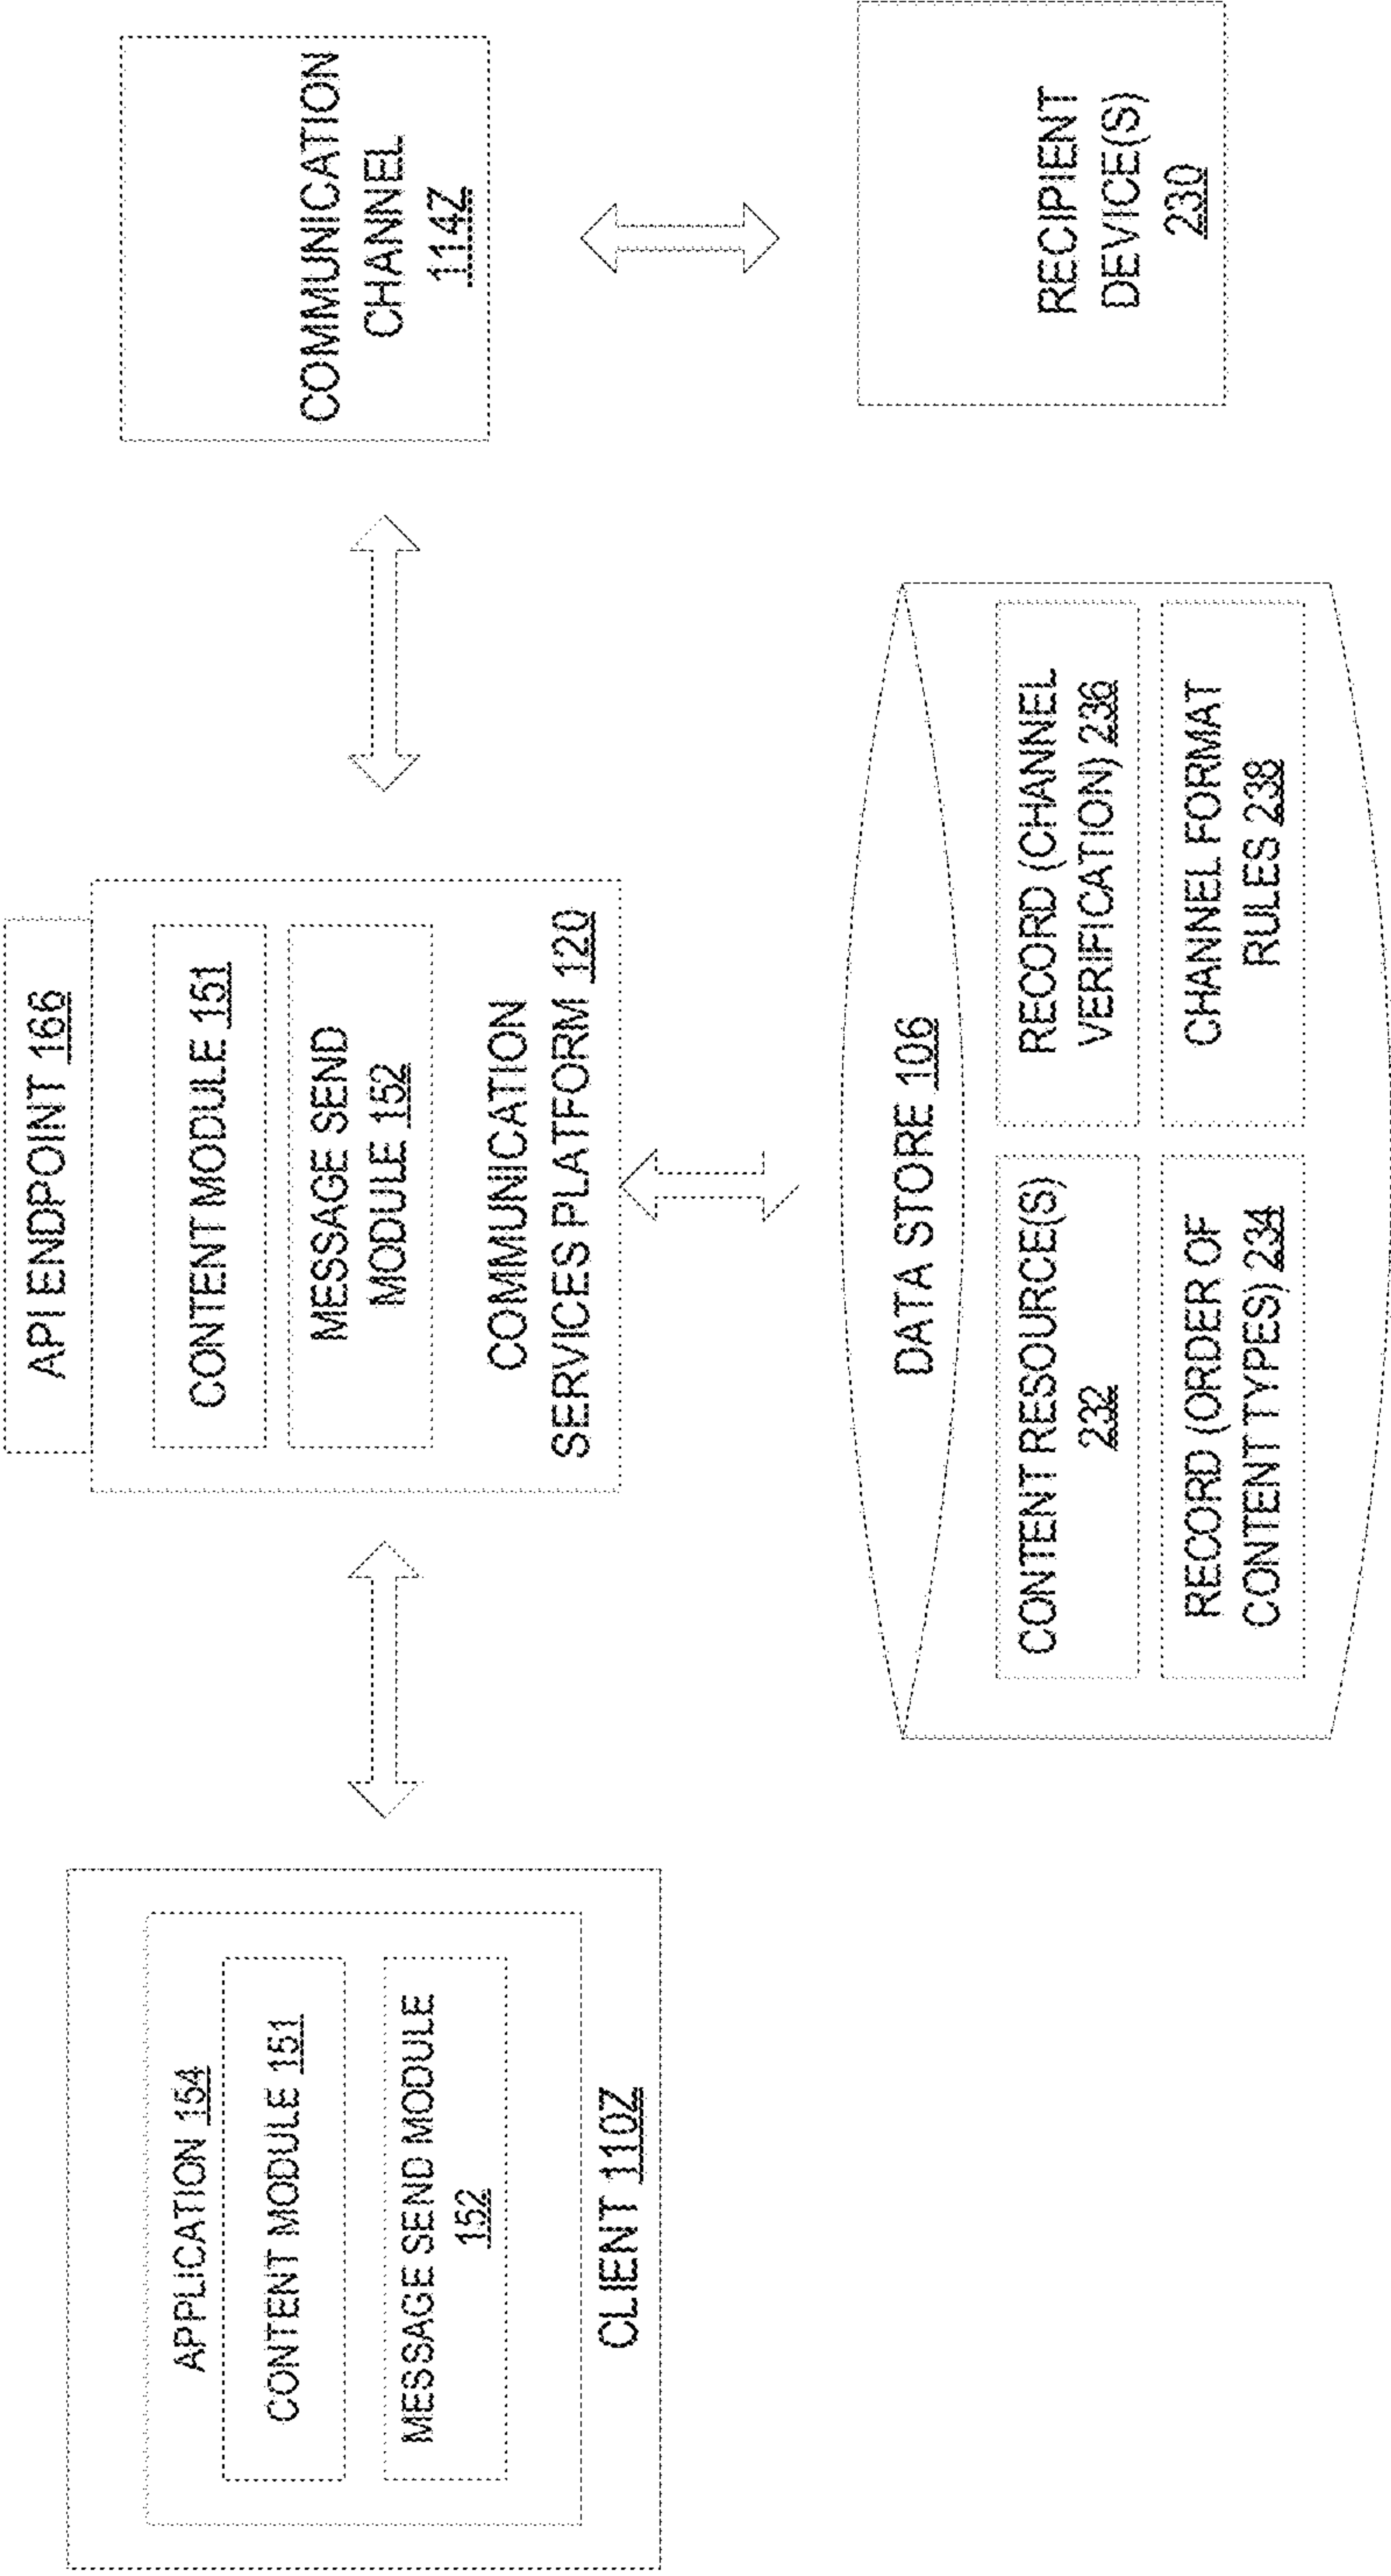 APPLICATION 154
CONTENT MODULE 151
MESSAGE SEND MODULE
152
CLIENT 110Z
API ENDPOINT 166
CONTENT MODULE 151
MESSAGE SEND
MODULE 152
COMMUNICATION
SERVICES PLATFORM 120
COMMUNICATION
CHANNEL
114Z
DATA STORE 106
CONTENT RESOURCE(S)
232
RECORD (CHANNEL
VERIFICATION) 236
RECORD (ORDER OF
CONTENT TYPES) 234
CHANNEL FORMAT
RULES 238
RECIPIENT
DEVICE(S)
230